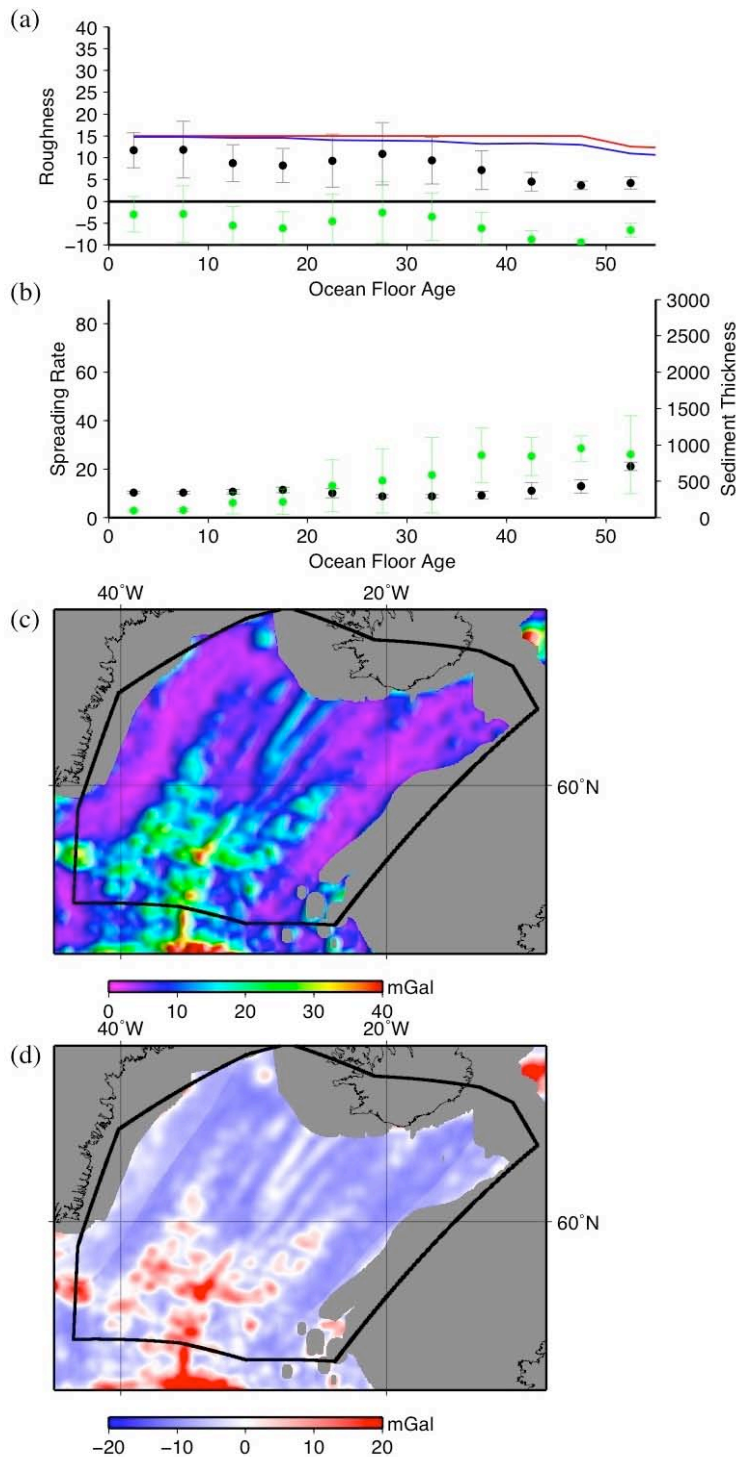 (a)
40
35
30
25
20
15
10
5
0
−5
−10
Roughness
0 10 20 30 40 50
Ocean Floor Age
(b)
80
60
40
20
0
Spreading Rate
3000
2500
2000
1500
1000
500
0
Sediment Thickness
0 10 20 30 40 50
Ocean Floor Age
40˚W 20˚W
(c)
60˚N
mGal
0 10 20 30 40
40˚W 20˚W
(d)
60˚N
mGal
−20 −10 0 10 20